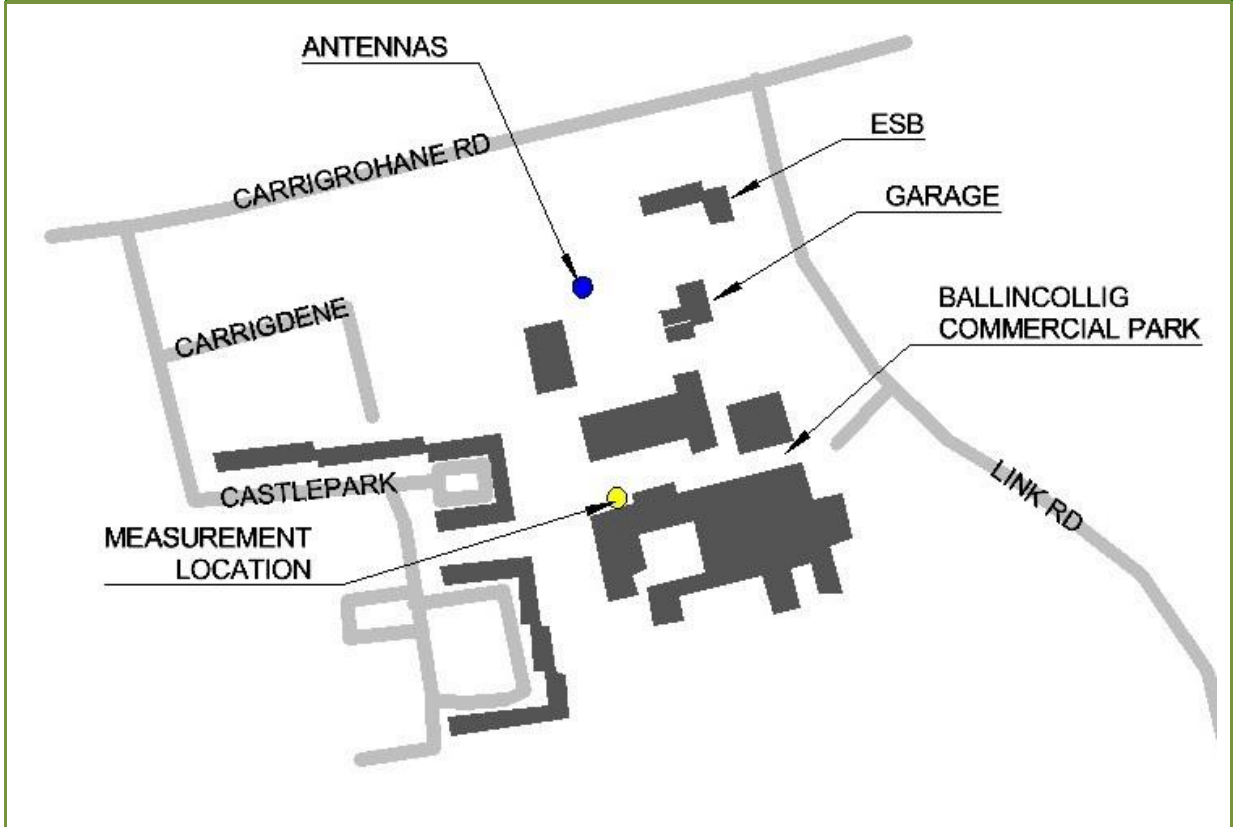 ANTENNAS
ESB
CARRIGROHANE RD
GARAGE
BALLINCOLLIG
COMMERCIAL PARK
CARRIGDENE
CASTLEPARK
LINK RD
MEASUREMENT
LOCATION